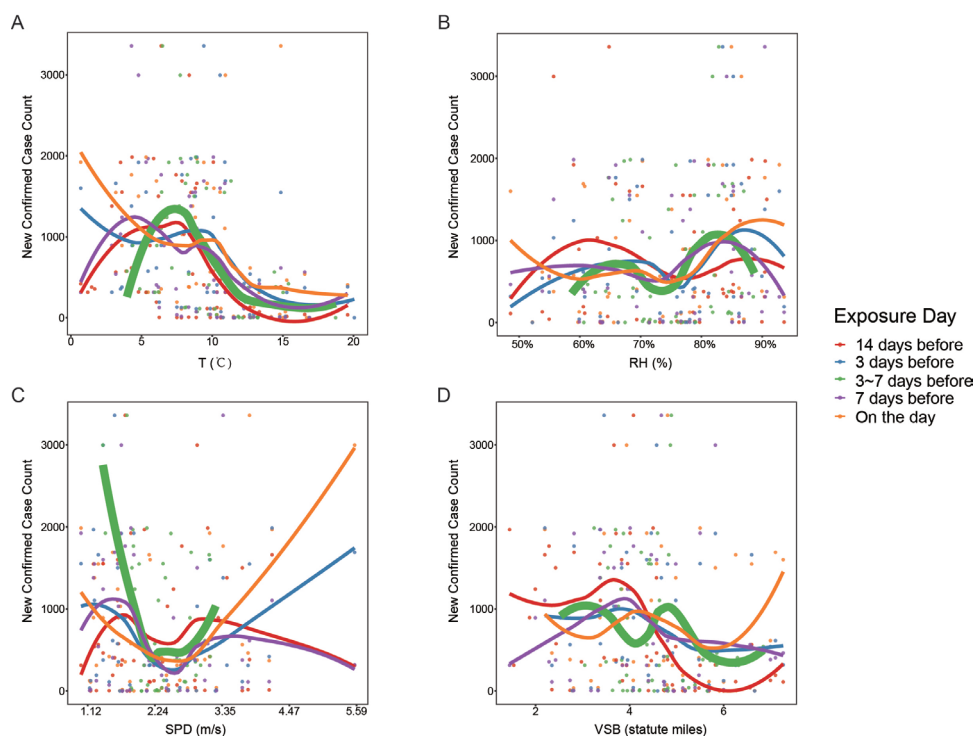 A
New Confirmed Case Count
3000
2000
1000
0
0
5
10
15
20
T (℃)
B
New Confirmed Case Count
3000
2000
1000
0
50%
60%
70%
80%
90%
RH (%)
C
New Confirmed Case Count
3000
2000
1000
0
1.12
2.24
3.35
4.47
5.59
SPD (m/s)
D
New Confirmed Case Count
3000
2000
1000
0
2
4
6
VSB (statute miles)
Exposure Day
14 days before
3 days before
3~7 days before
7 days before
On the day